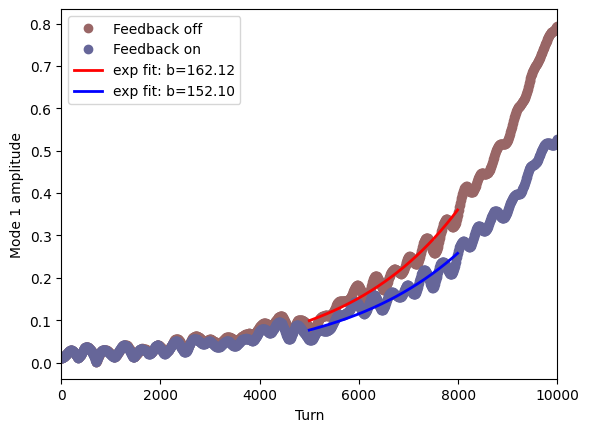 0.8
0.7
0.6
0.5
0.4
0.3
0.2
0.1
0.0
Mode 1 amplitude
Feedback off
Feedback on
exp fit: b=162.12
exp fit: b=152.10
0 2000 4000 6000 8000 10000
Turn